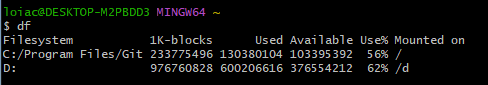 loiac@DESKTOP-M2PBDD3 MINGW64 ~
$ df
Filesystem 1K-blocks Used Available Use% Mounted on
C:/Program Files/Git 233775496 130380104 103395392 56% /
D: 976760828 600206616 376554212 62% /d